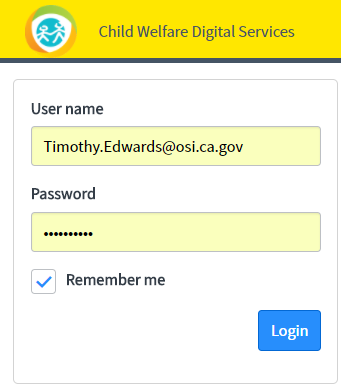 Child Welfare Digital Services
User name
Timothy.Edwards@osi.ca.gov
Password
••••••••••
Remember me
Login